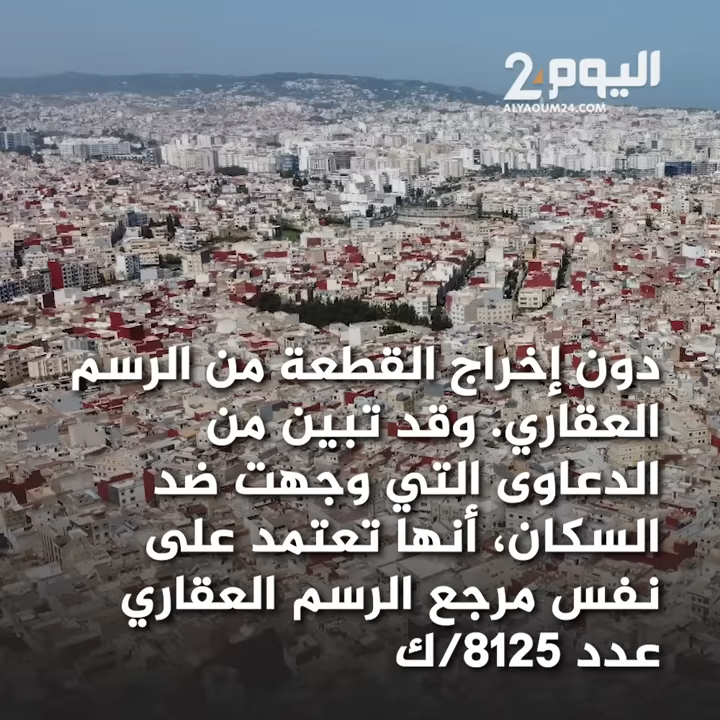 اليوم 24
ALYAOUM24.COM
دون إخراج القطعة من الرسم
العقاري. وقد تبين من
الدعاوى التي وجهت ضد
السكان، أنها تعتمد على
نفس مرجع الرسم العقاري
عدد 8125/ك